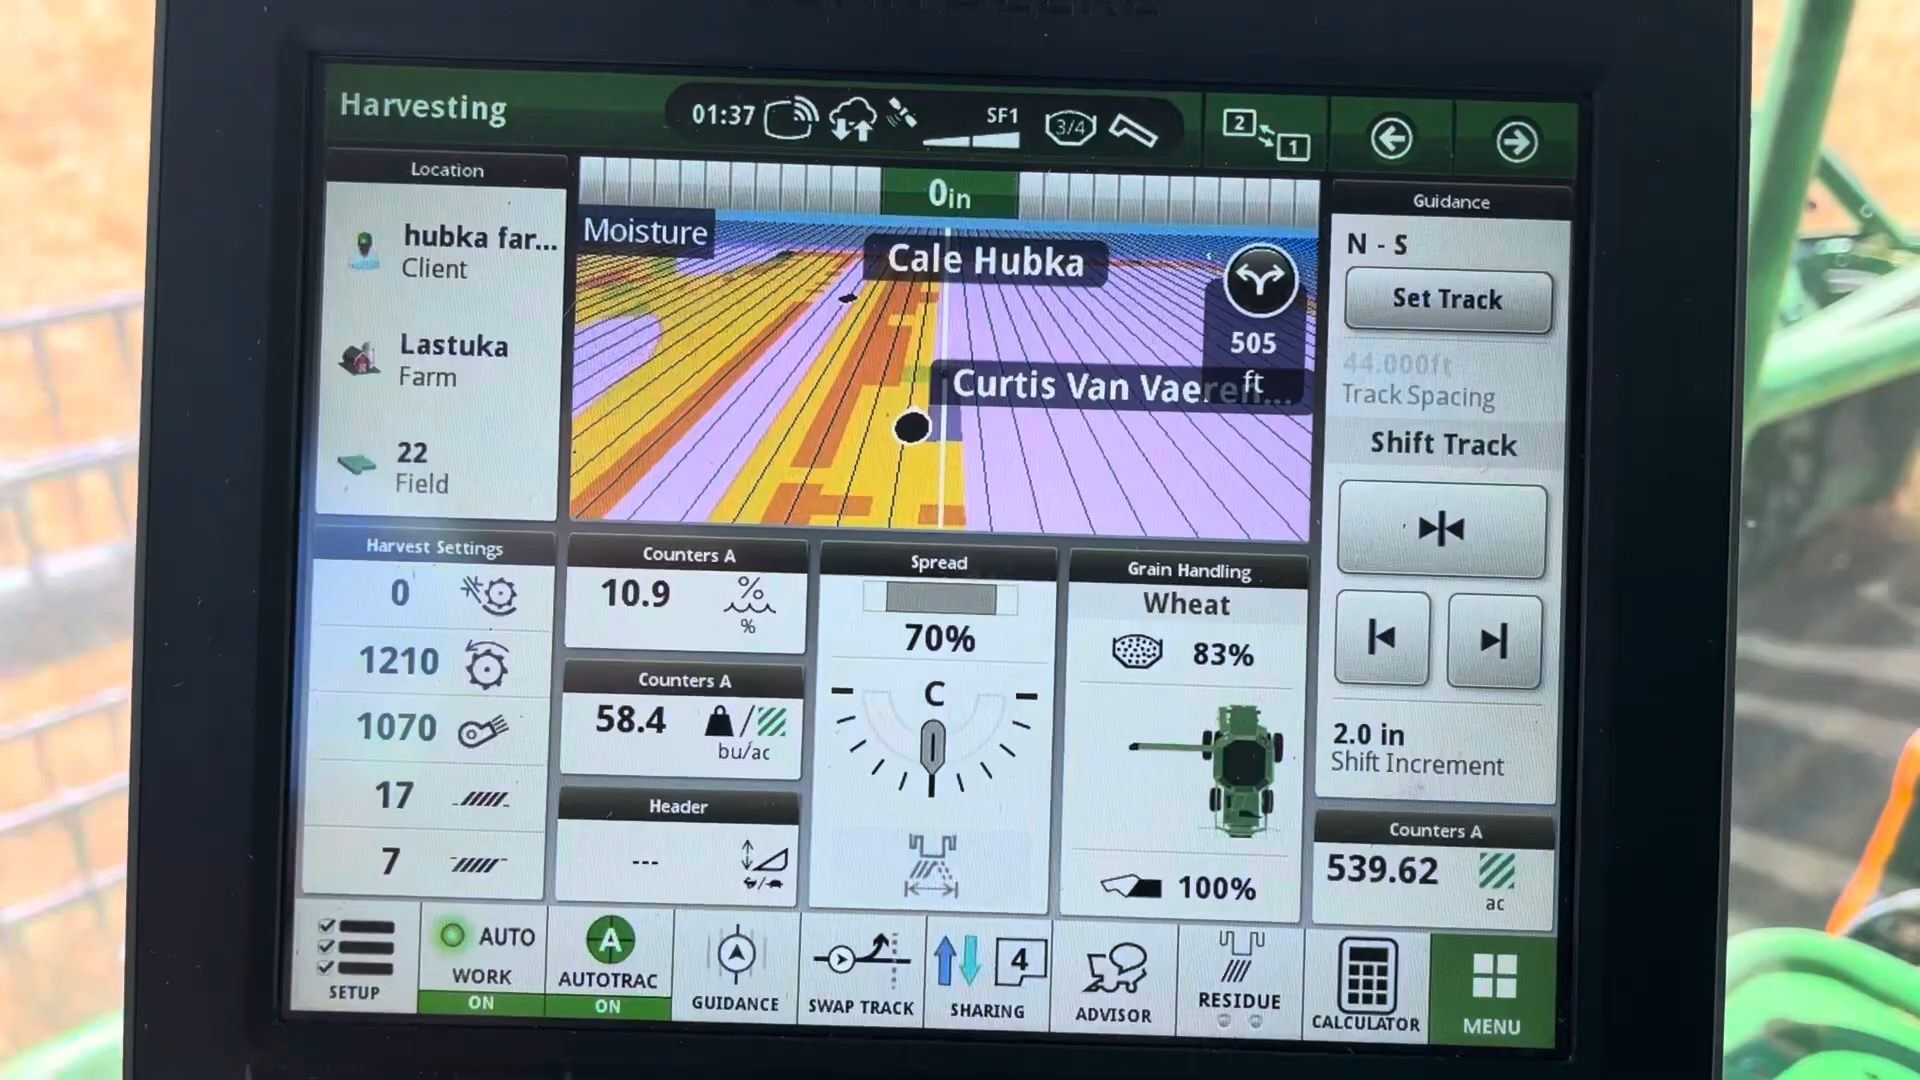 Harvesting
01:37
SF1
3/4
2
1
Location
hubka far...
Client
Lastuka
Farm
22
Field
0in
Moisture
Cale Hubka
505
ft
Guidance
N - S
Set Track
44.000ft
Track Spacing
Shift Track
2.0 in
Shift Increment
Harvest Settings
0
1210
1070
17
7
Counters A
10.9
%
%
Counters A
58.4
/
bu/ac
Header
---
Spread
70%
C
Grain Handling
Wheat
83%
100%
Counters A
539.62
ac
SETUP
AUTO
WORK
ON
A
AUTOTRAC
ON
GUIDANCE
SWAP TRACK
4
SHARING
ADVISOR
RESIDUE
CALCULATOR
MENU
Curtis Van